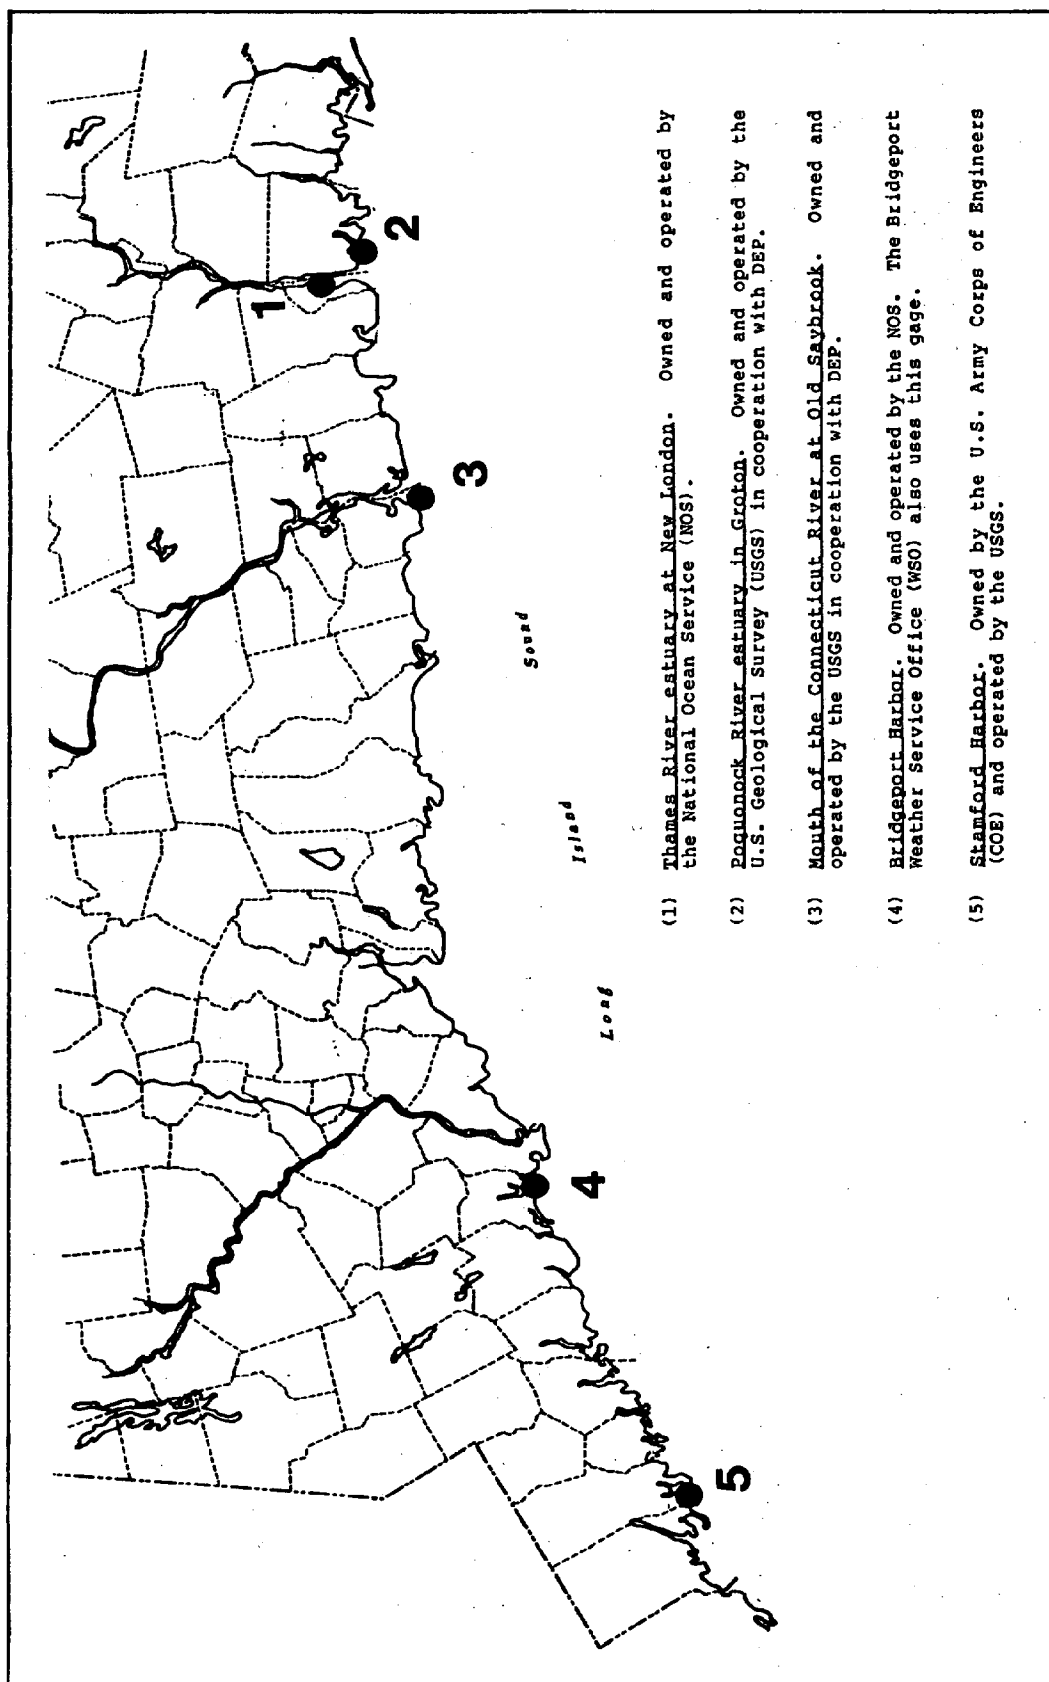 1
2
3
4
5
Long
Island
Sound
(1) Thames River estuary at New London. Owned and operated by
the National Ocean Service (NOS).
(2) Poquonock River estuary in Groton. Owned and operated by the
U.S. Geological Survey (USGS) in cooperation with DEP.
(3) Mouth of the Connecticut River at Old Saybrook. Owned and
operated by the USGS in cooperation with DEP.
(4) Bridgeport Harbor. Owned and operated by the NOS. The Bridgeport
Weather Service Office (WSO) also uses this gage.
(5) Stamford Harbor. Owned by the U.S. Army Corps of Engineers
(COE) and operated by the USGS.